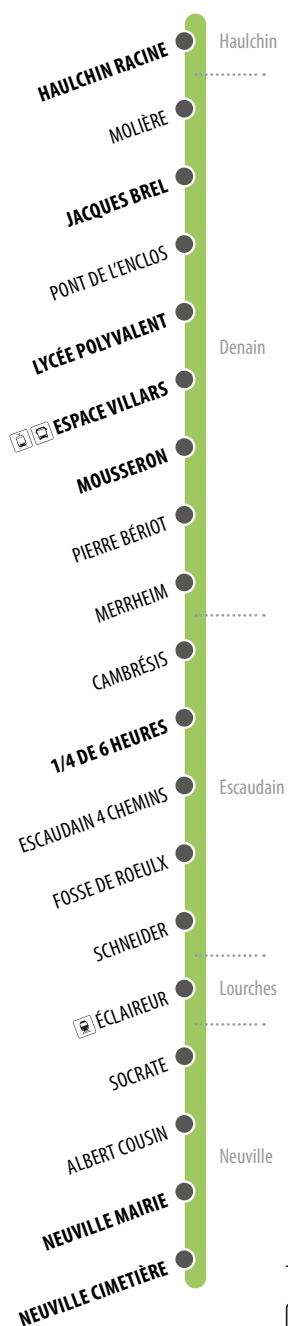 HAULCHIN RACINE
Haulchin
MOLIÈRE
JACQUES BREL
PONT DE L'ENCLOS
LYCÉE POLYVALENT
Denain
ESPACE VILLARS
MOUSSERON
PIERRE BÉRIOT
MERRHEIM
CAMBRÉSIS
1/4 DE 6 HEURES
ESCAUDAIN 4 CHEMINS
Escaudain
FOSSE DE ROEULX
SCHNEIDER
ÉCLAIREUR
Lourches
SOCRATE
ALBERT COUSIN
Neuville
NEUVILLE MAIRIE
NEUVILLE CIMETIÈRE